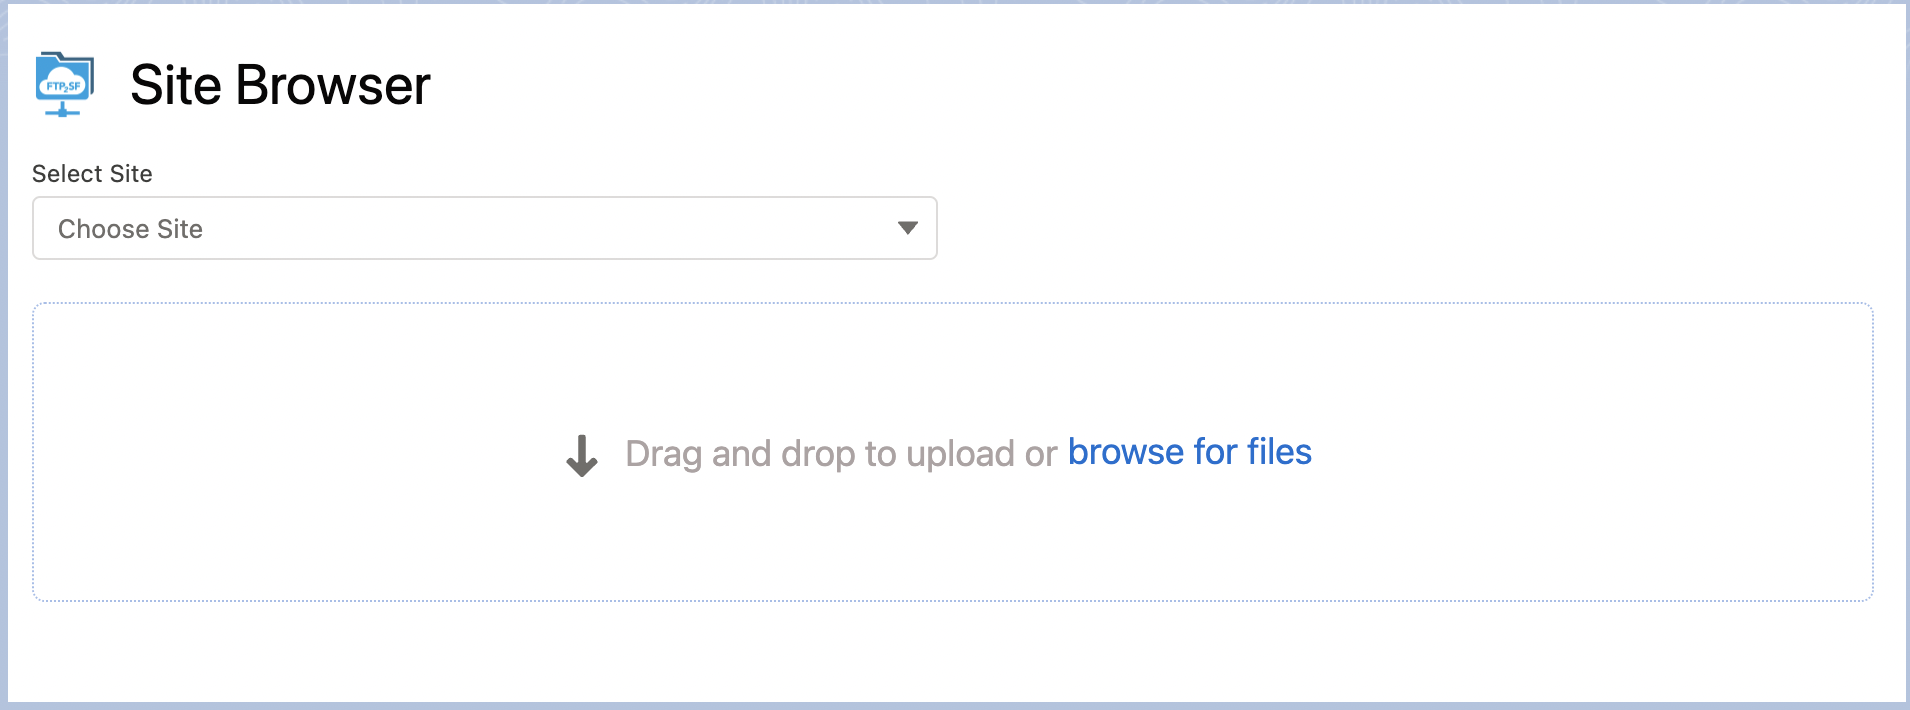 FTP2SF
Site Browser
Select Site
Choose Site
Drag and drop to upload or browse for files